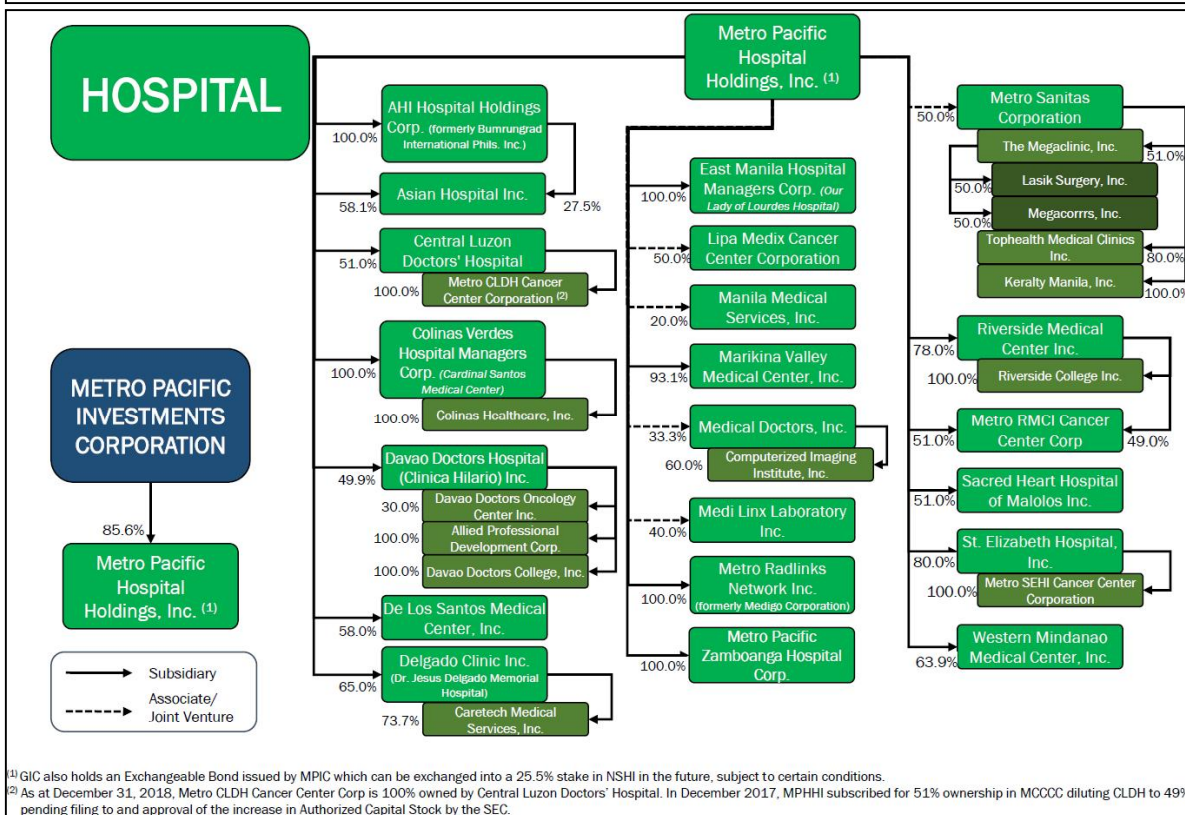 HOSPITAL
Metro Pacific
Hospital
Holdings, Inc. (1)
METRO PACIFIC
INVESTMENTS
CORPORATION
85.6%
Metro Pacific
Hospital
Holdings, Inc. (1)
Subsidiary
Associate/
Joint Venture
AHI Hospital Holdings
Corp. (formerly Bumrungrad
International Phils. Inc.)
100.0%
Asian Hospital Inc.
58.1%
27.5%
Central Luzon
Doctors' Hospital
51.0%
Metro CLDH Cancer
Center Corporation (2)
100.0%
Colinas Verdes
Hospital Managers
Corp. (Cardinal Santos
Medical Center)
100.0%
Colinas Healthcare, Inc.
100.0%
Davao Doctors Hospital
(Clinica Hilario) Inc.
49.9%
Davao Doctors Oncology
Center Inc.
30.0%
Allied Professional
Development Corp.
100.0%
Davao Doctors College, Inc.
100.0%
De Los Santos Medical
Center, Inc.
58.0%
Delgado Clinic Inc.
(Dr. Jesus Delgado Memorial
Hospital)
65.0%
Caretech Medical
Services, Inc.
73.7%
East Manila Hospital
Managers Corp. (Our
Lady of Lourdes Hospital)
100.0%
Lipa Medix Cancer
Center Corporation
50.0%
Manila Medical
Services, Inc.
20.0%
Marikina Valley
Medical Center, Inc.
93.1%
Medical Doctors, Inc.
33.3%
Computerized Imaging
Institute, Inc.
60.0%
Medi Linx Laboratory
Inc.
40.0%
Metro Radlinks
Network Inc.
(formerly Medigo Corporation)
100.0%
Metro Pacific
Zamboanga Hospital
Corp.
100.0%
Metro Sanitas
Corporation
50.0%
The Megaclinic, Inc.
51.0%
Lasik Surgery, Inc.
50.0%
Megacorrrs, Inc.
50.0%
Tophealth Medical Clinics
Inc.
80.0%
Keralty Manila, Inc.
100.0%
Riverside Medical
Center Inc.
78.0%
Riverside College Inc.
100.0%
Metro RMCI Cancer
Center Corp
51.0%
49.0%
Sacred Heart Hospital
of Malolos Inc.
51.0%
St. Elizabeth Hospital,
Inc.
80.0%
Metro SEHI Cancer Center
Corporation
100.0%
Western Mindanao
Medical Center, Inc.
63.9%
(1) GIC also holds an Exchangeable Bond issued by MPIC which can be exchanged into a 25.5% stake in NSHI in the future, subject to certain conditions.
(2) As at December 31, 2018, Metro CLDH Cancer Center Corp is 100% owned by Central Luzon Doctors' Hospital. In December 2017, MPHHI subscribed for 51% ownership in MCCCC diluting CLDH to 49%
pending filing to and approval of the increase in Authorized Capital Stock by the SEC.